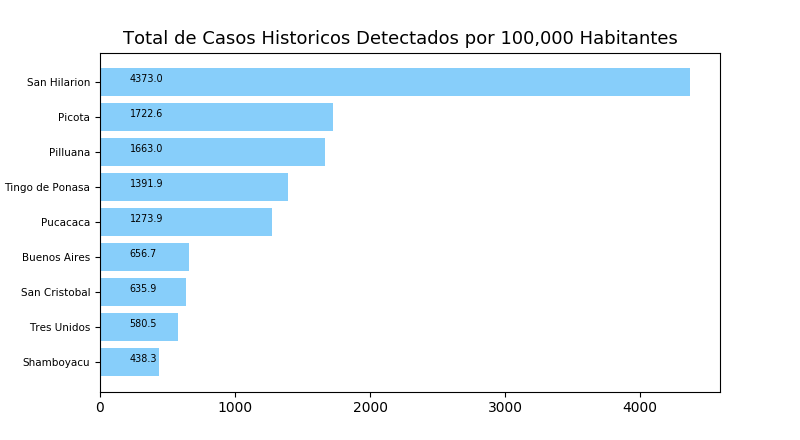 Total de Casos Historicos Detectados por 100,000 Habitantes
San Hilarion 4373.0
Picota 1722.6
Pilluana 1663.0
Tingo de Ponasa 1391.9
Pucacaca 1273.9
Buenos Aires 656.7
San Cristobal 635.9
Tres Unidos 580.5
Shamboyacu 438.3
0 1000 2000 3000 4000